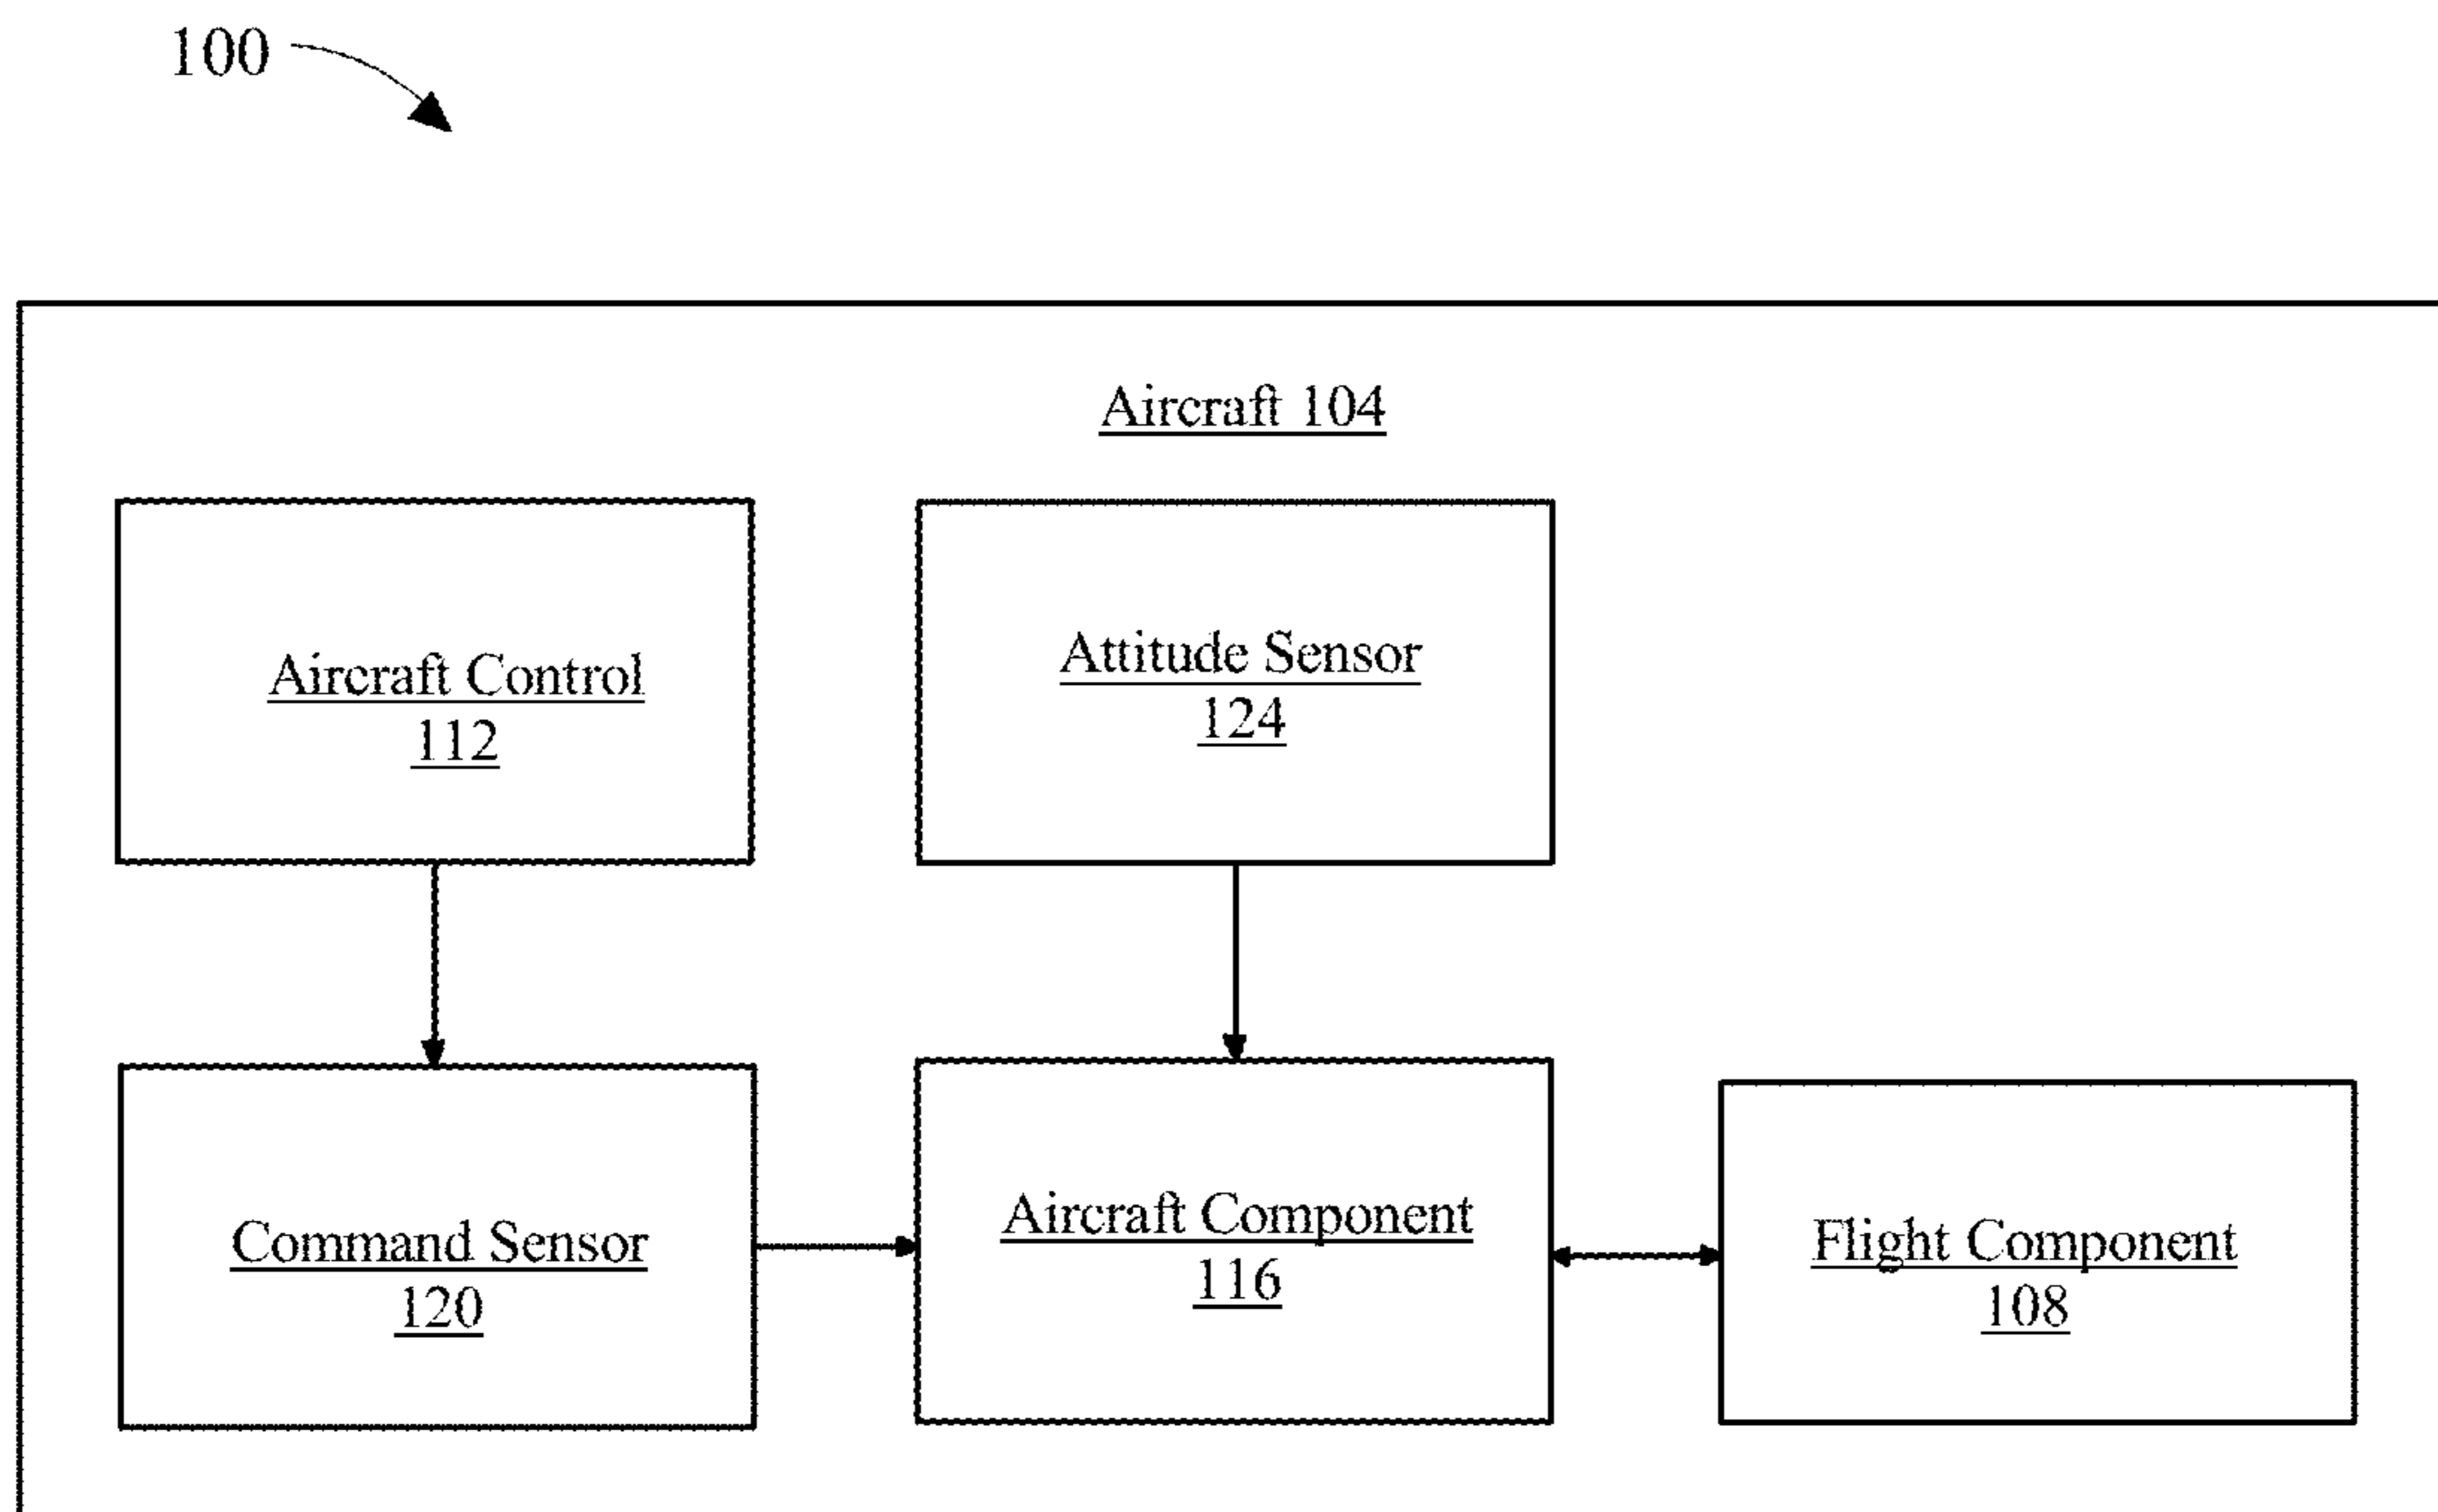 100
Aircraft 104
Aircraft Control
112
Attitude Sensor
124
Command Sensor
120
Aircraft Component
116
Flight Component
108